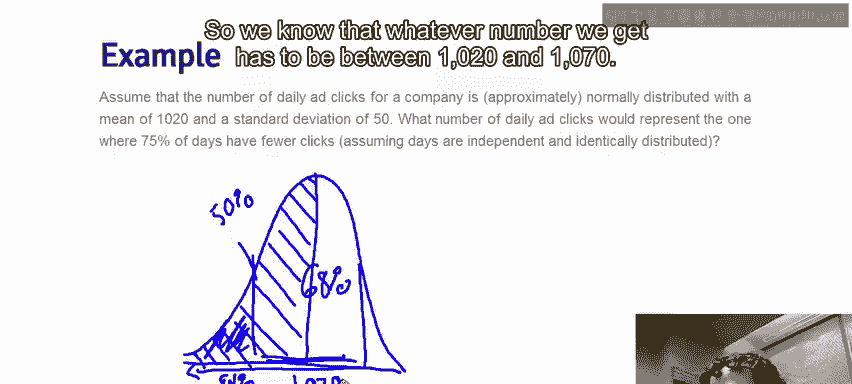 So we know that whatever number we get
has to be between 1,020 and 1,070.
Example
Assume that the number of daily ad clicks for a company is (approximately) normally distributed with a
mean of 1020 and a standard deviation of 50. What number of daily ad clicks would represent the one
where 75% of days have fewer clicks (assuming days are independent and identically distributed)?
50%
68%